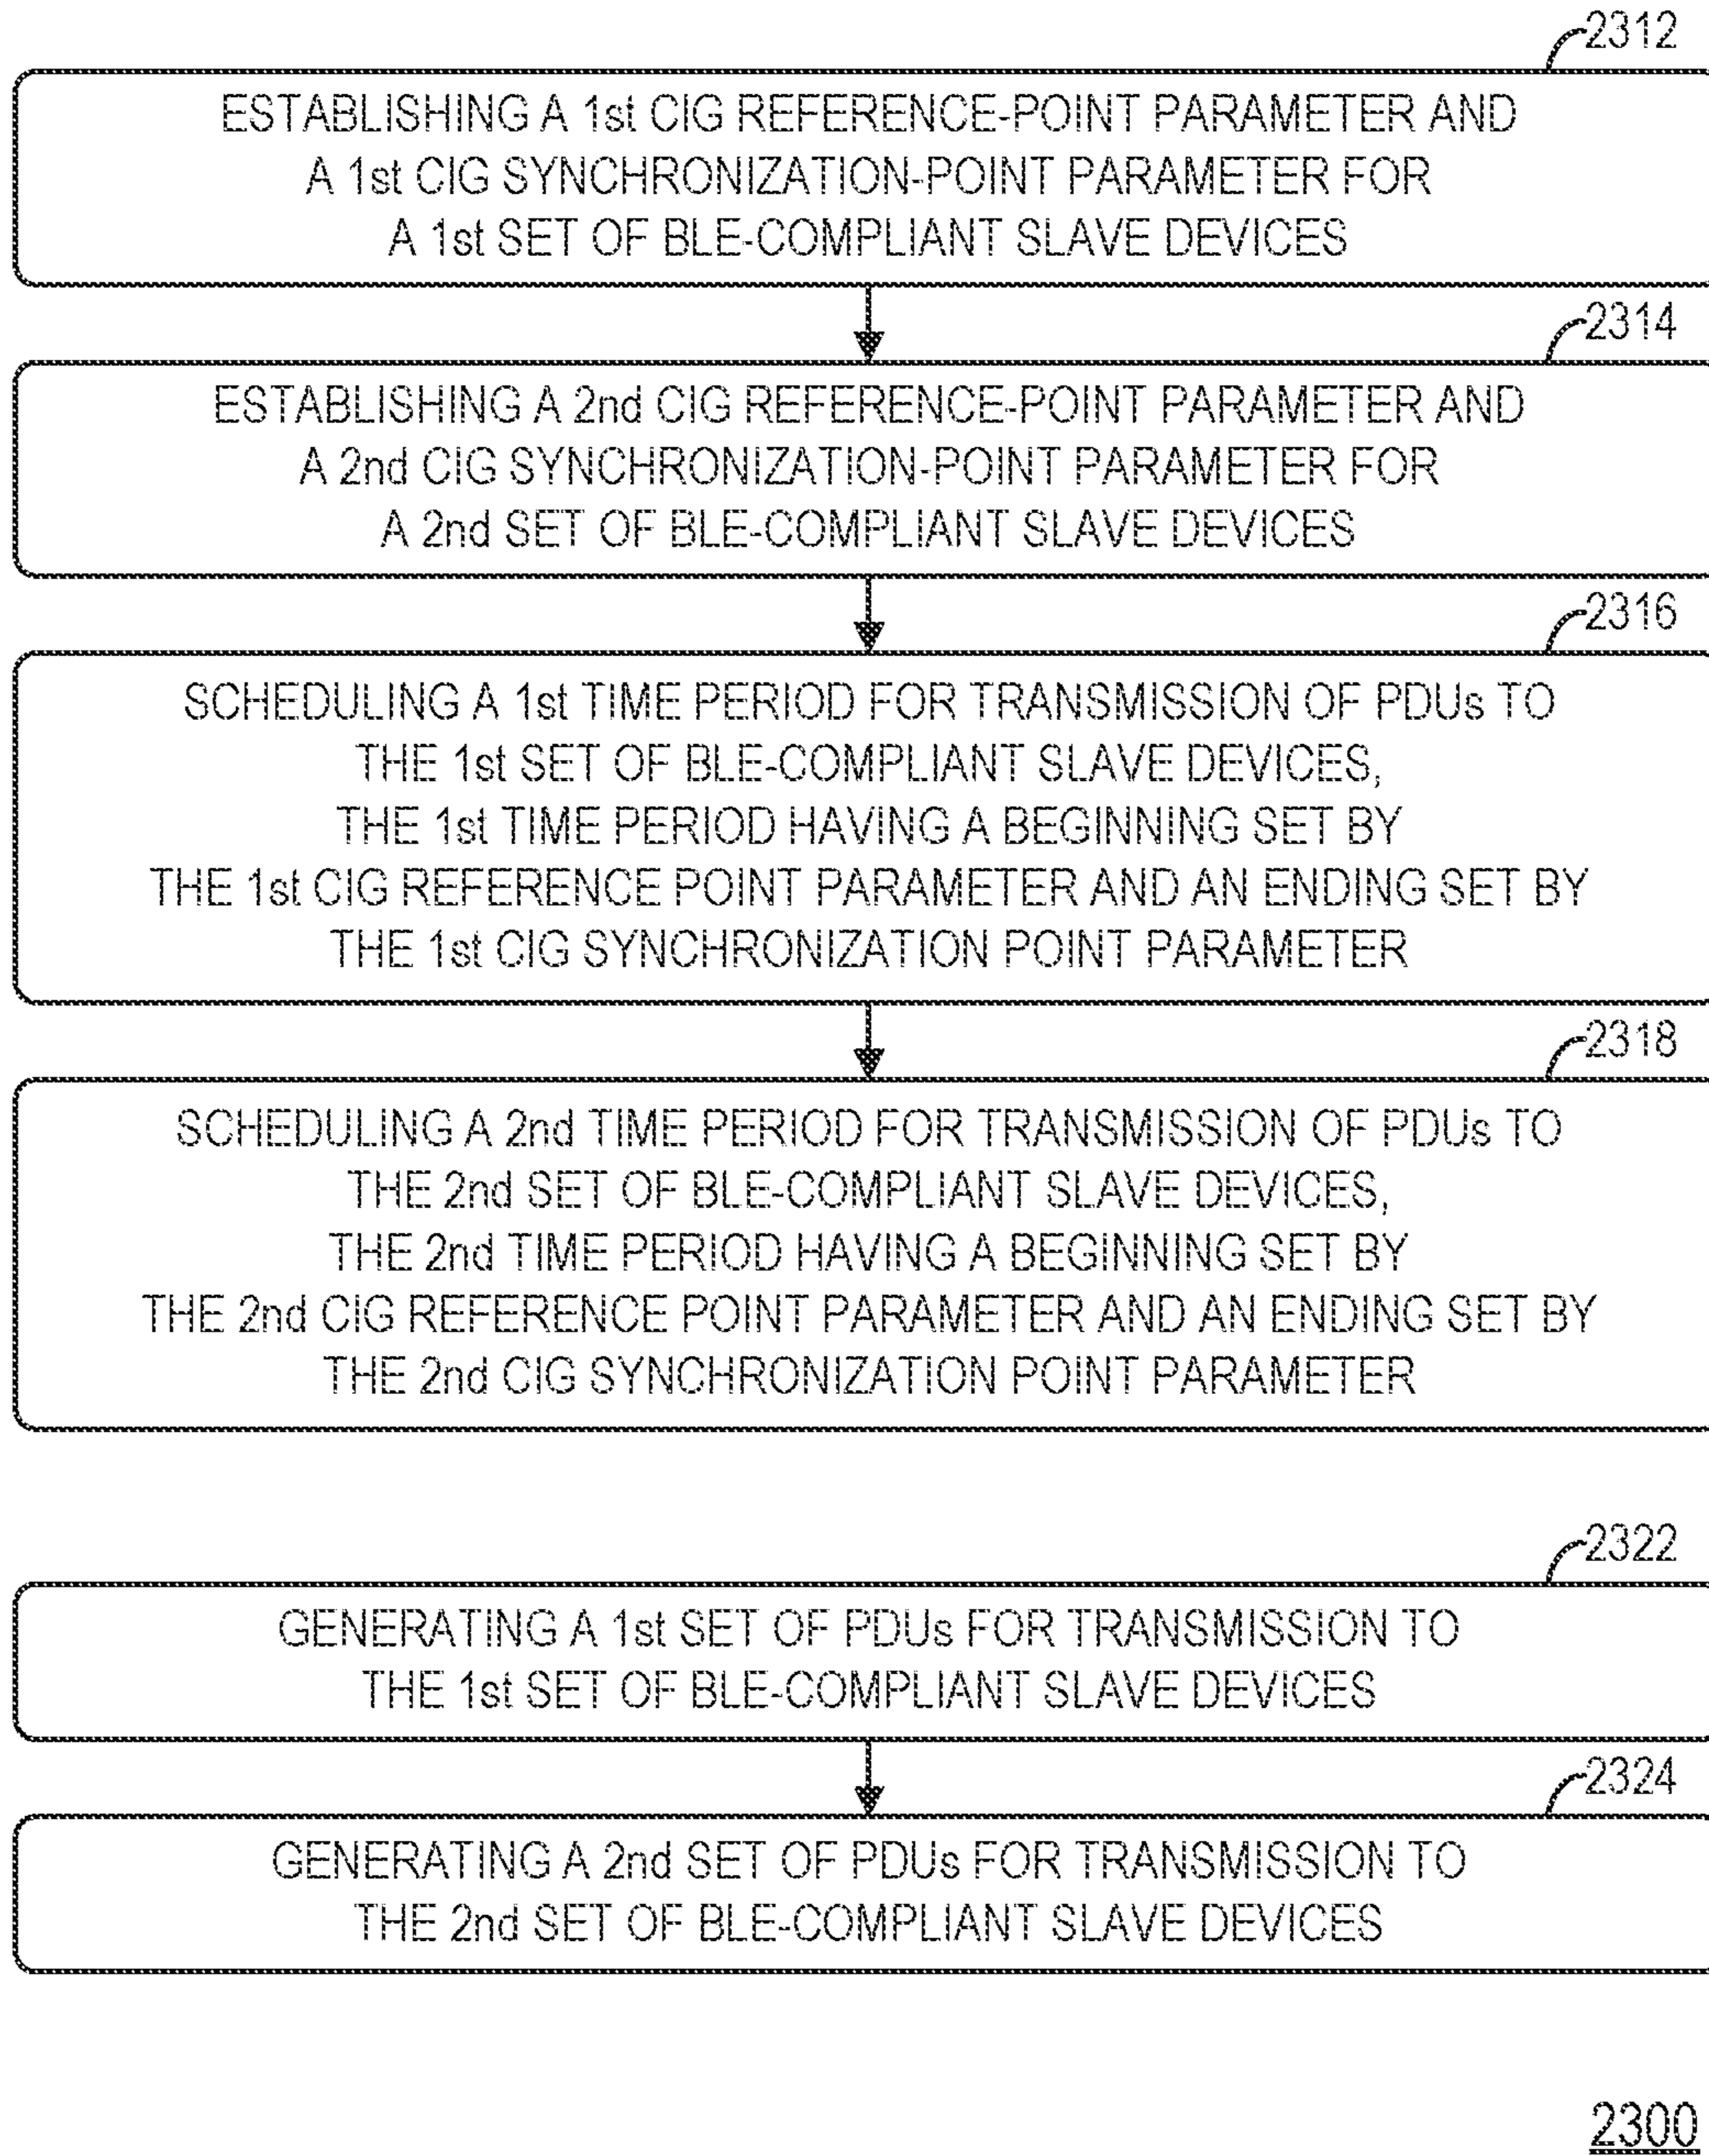 2312
ESTABLISHING A 1st CIG REFERENCE-POINT PARAMETER AND
A 1st CIG SYNCHRONIZATION-POINT PARAMETER FOR
A 1st SET OF BLE-COMPLIANT SLAVE DEVICES
2314
ESTABLISHING A 2nd CIG REFERENCE-POINT PARAMETER AND
A 2nd CIG SYNCHRONIZATION-POINT PARAMETER FOR
A 2nd SET OF BLE-COMPLIANT SLAVE DEVICES
2316
SCHEDULING A 1st TIME PERIOD FOR TRANSMISSION OF PDUs TO
THE 1st SET OF BLE-COMPLIANT SLAVE DEVICES,
THE 1st TIME PERIOD HAVING A BEGINNING SET BY
THE 1st CIG REFERENCE POINT PARAMETER AND AN ENDING SET BY
THE 1st CIG SYNCHRONIZATION POINT PARAMETER
2318
SCHEDULING A 2nd TIME PERIOD FOR TRANSMISSION OF PDUs TO
THE 2nd SET OF BLE-COMPLIANT SLAVE DEVICES,
THE 2nd TIME PERIOD HAVING A BEGINNING SET BY
THE 2nd CIG REFERENCE POINT PARAMETER AND AN ENDING SET BY
THE 2nd CIG SYNCHRONIZATION POINT PARAMETER
2322
GENERATING A 1st SET OF PDUs FOR TRANSMISSION TO
THE 1st SET OF BLE-COMPLIANT SLAVE DEVICES
2324
GENERATING A 2nd SET OF PDUs FOR TRANSMISSION TO
THE 2nd SET OF BLE-COMPLIANT SLAVE DEVICES
2300